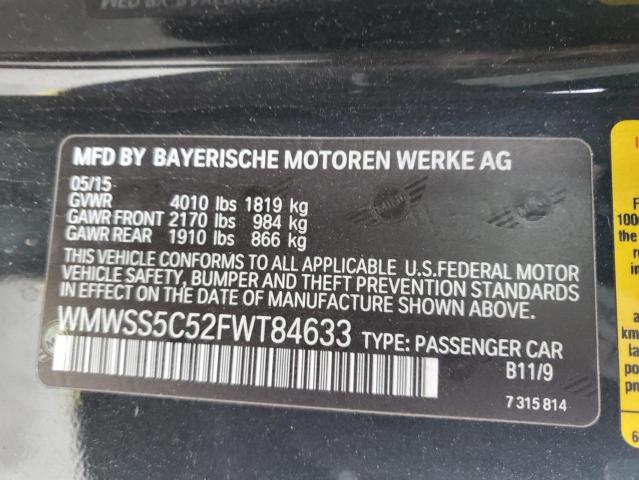 MFD BY BAYERISCHE MOTOREN WERKE AG
05/15
GVWR 4010 lbs 1819 kg
GAWR FRONT 2170 lbs 984 kg
GAWR REAR 1910 lbs 866 kg
THIS VEHICLE CONFORMS TO ALL APPLICABLE U.S.FEDERAL MOTOR
VEHICLE SAFETY, BUMPER AND THEFT PREVENTION STANDARDS
IN EFFECT ON THE DATE OF MANUFACTURE SHOWN ABOVE.
WMWSS5C52FWT84633 TYPE: PASSENGER CAR
B11/9
7 315 814
the